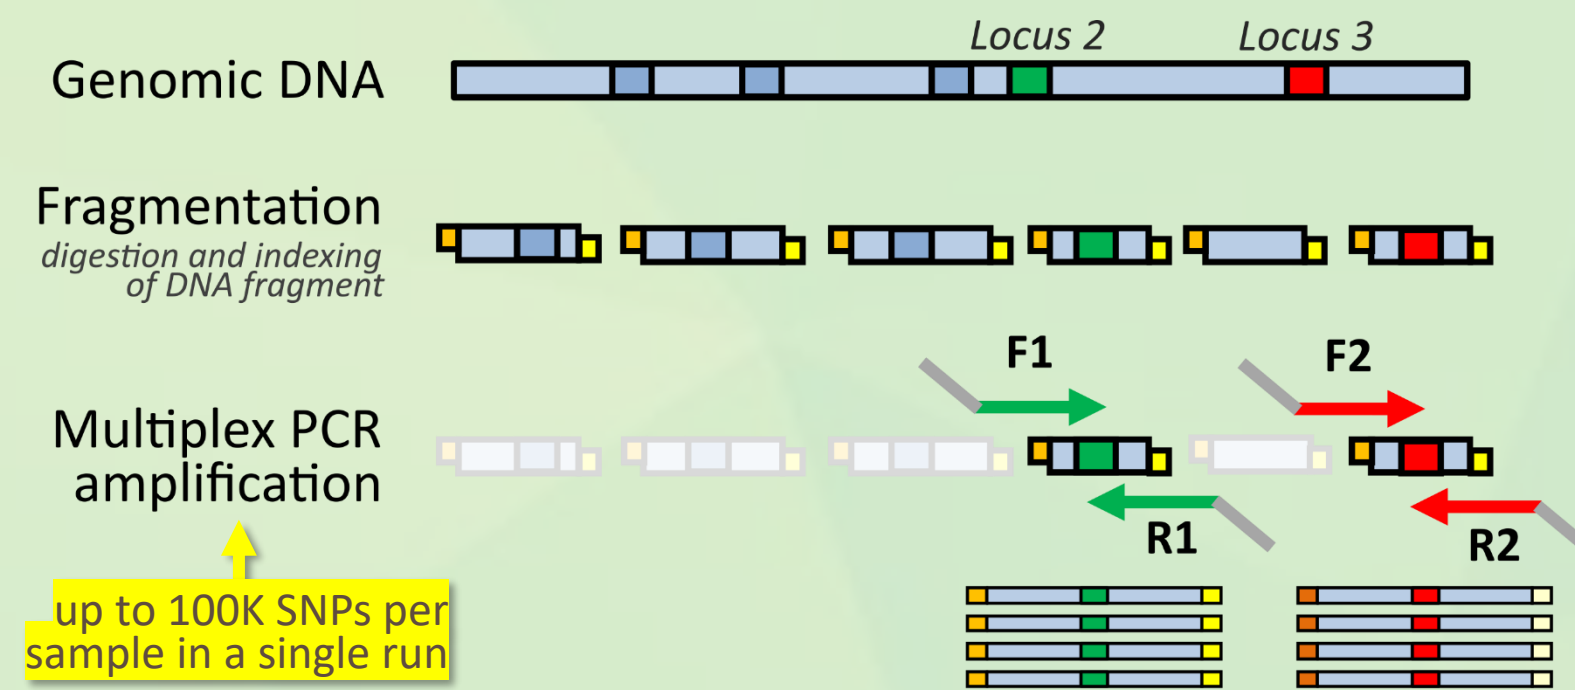 Locus 2
Locus 3
Genomic DNA
Fragmentation
digestion and indexing
of DNA fragment
F1
F2
Multiplex PCR
amplification
R1
R2
up to 100K SNPs per
sample in a single run